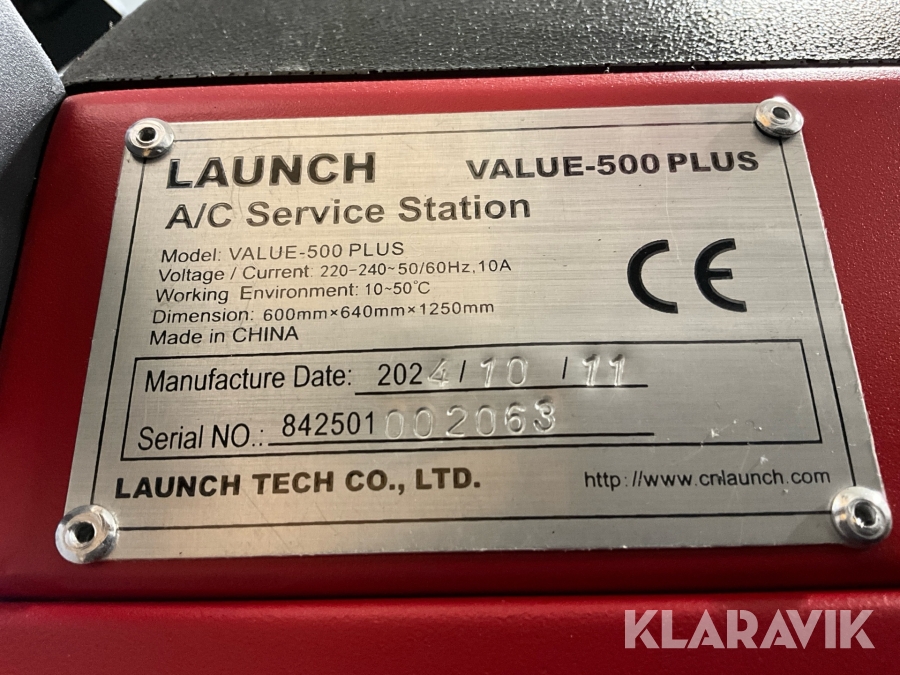 LAUNCH VALUE-500 PLUS
A/C Service Station
Model: VALUE-500 PLUS
Voltage / Current: 220-240~50/60Hz,10A
Working Environment: 10~50°C
Dimension: 600mm×640mm×1250mm
Made in CHINA
CE
Manufacture Date: 2024/10/11
Serial NO.: 842501002063
LAUNCH TECH CO., LTD. http://www.cnlaunch.com
KLARAVIK